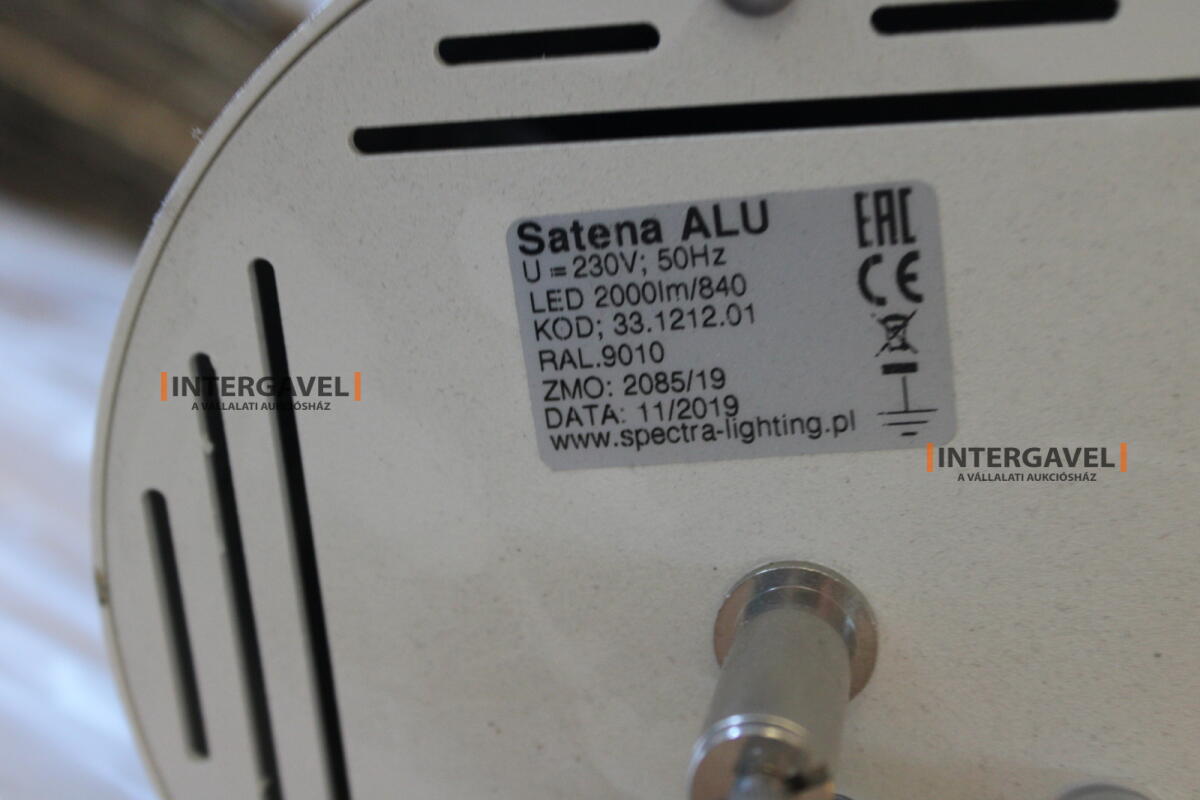 Satena ALU
U = 230V; 50Hz
LED 2000lm/840
KOD; 33.1212.01
RAL.9010
ZMO: 2085/19
DATA: 11/2019
www.spectra-lighting.pl
EAC
CE
INTERGAVEL
A VÁLLALATI AUKCIÓSHÁZ
INTERGAVEL
A VÁLLALATI AUKCIÓSHÁZ